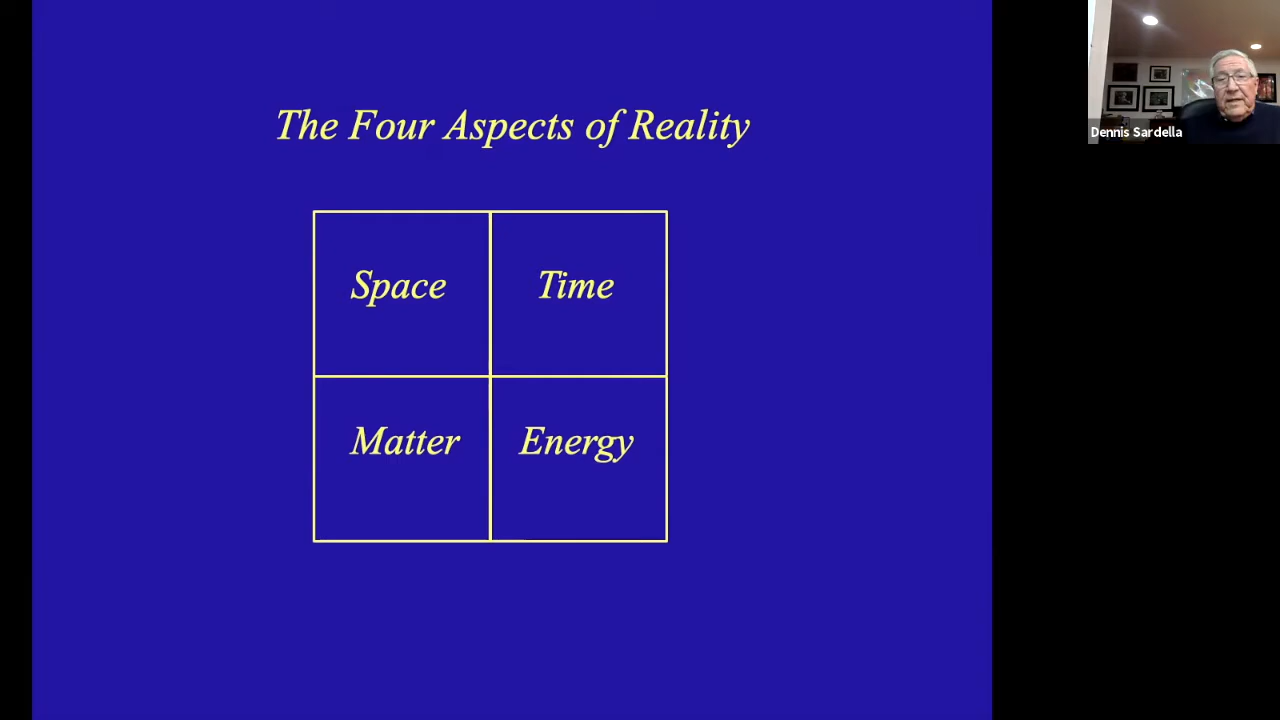 The Four Aspects of Reality
Space
Time
Matter
Energy
Dennis Sardella